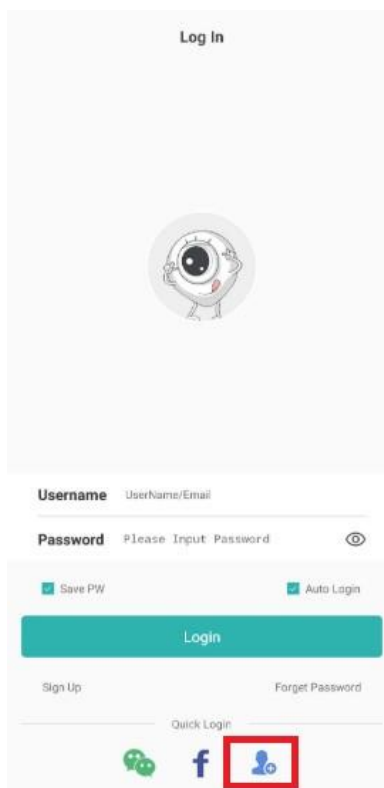 Log In
Username UserName/Email
Password Please Input Password
Save PW Auto Login
Login
Sign Up Forget Password
Quick Login